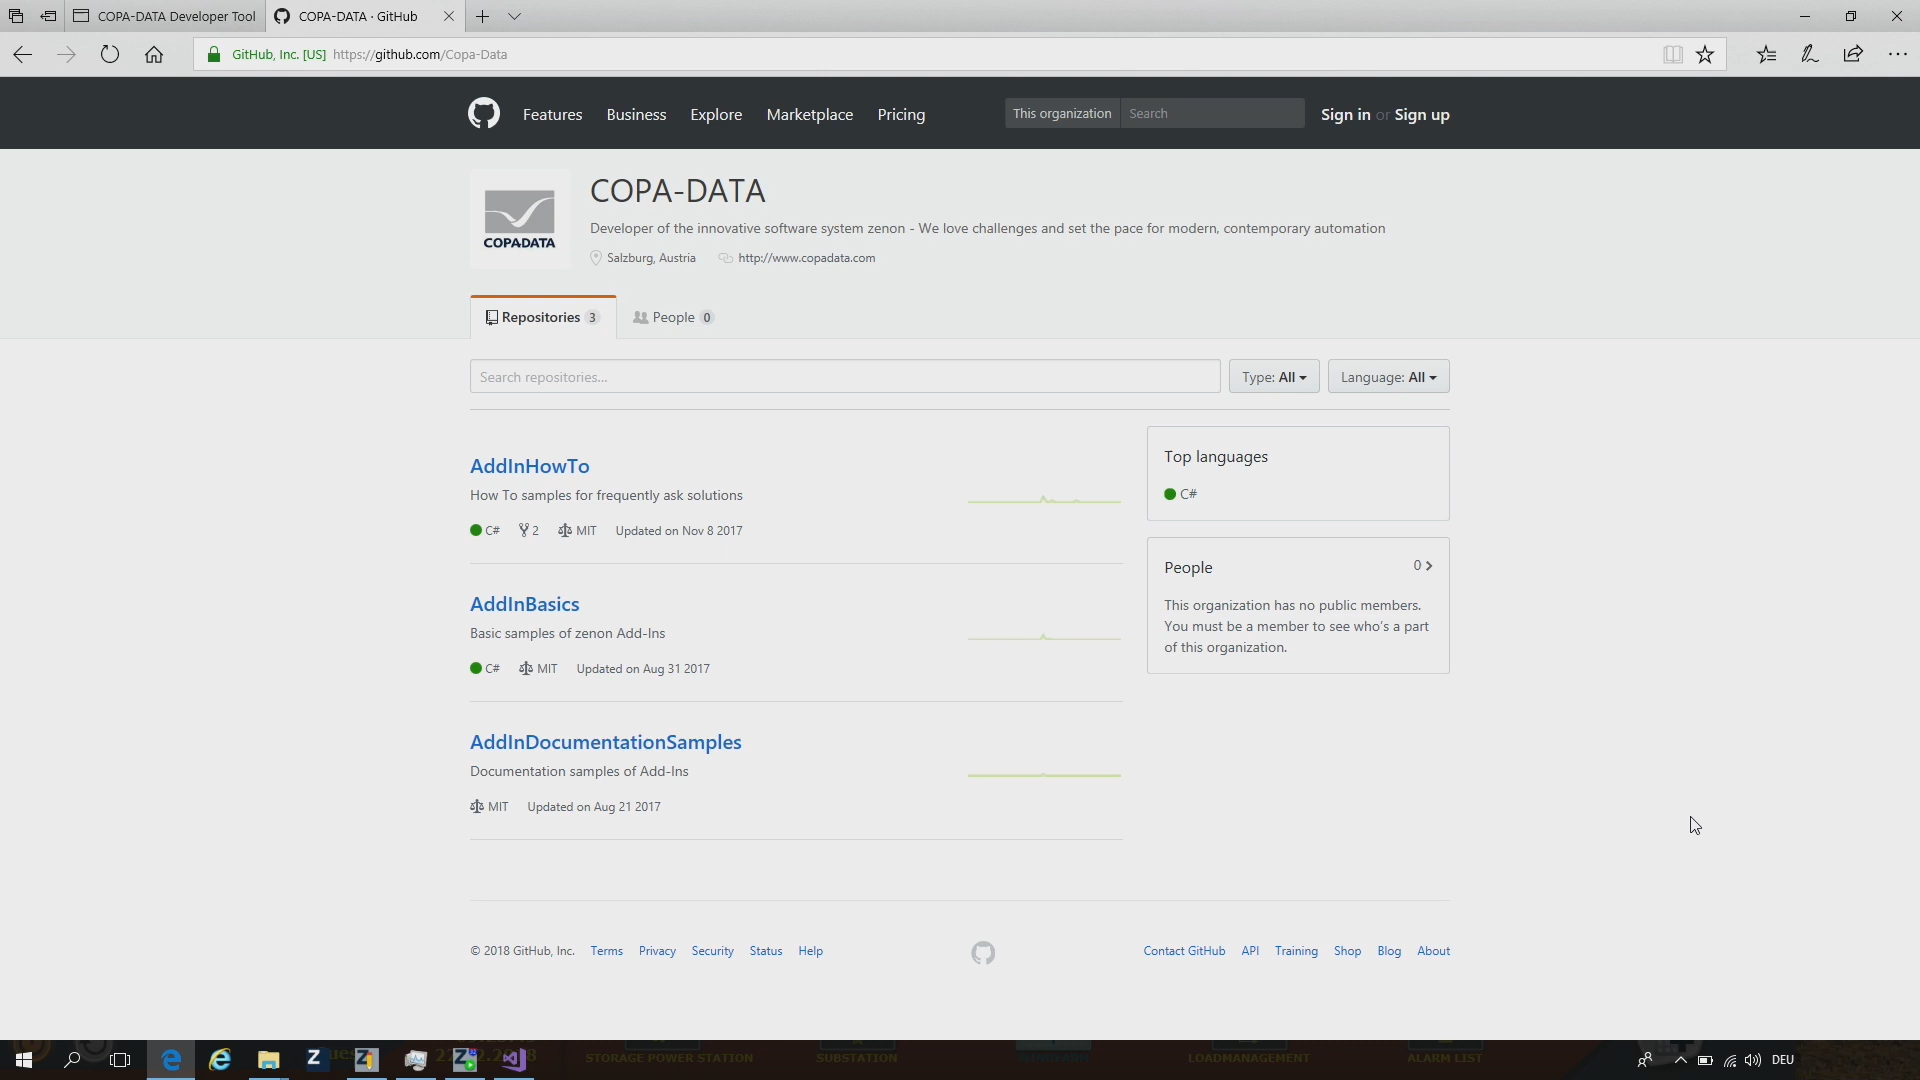 COPA-DATA Developer Tool
COPA-DATA · GitHub
GitHub, Inc. [US] https://github.com/Copa-Data
Features Business Explore Marketplace Pricing
This organization Search
Sign in or Sign up
COPADATA
COPA-DATA
Developer of the innovative software system zenon - We love challenges and set the pace for modern, contemporary automation
Salzburg, Austria http://www.copadata.com
Repositories 3 People 0
Search repositories...
Type: All Language: All
AddInHowTo
How To samples for frequently ask solutions
C# 2 MIT Updated on Nov 8 2017
AddInBasics
Basic samples of zenon Add-Ins
C# MIT Updated on Aug 31 2017
AddInDocumentationSamples
Documentation samples of Add-Ins
MIT Updated on Aug 21 2017
Top languages
C#
People 0
This organization has no public members.
You must be a member to see who's a part
of this organization.
© 2018 GitHub, Inc. Terms Privacy Security Status Help
Contact GitHub API Training Shop Blog About
STORAGE POWER STATION SUBSTATION LOADMANAGEMENT ALARM LIST
DEU